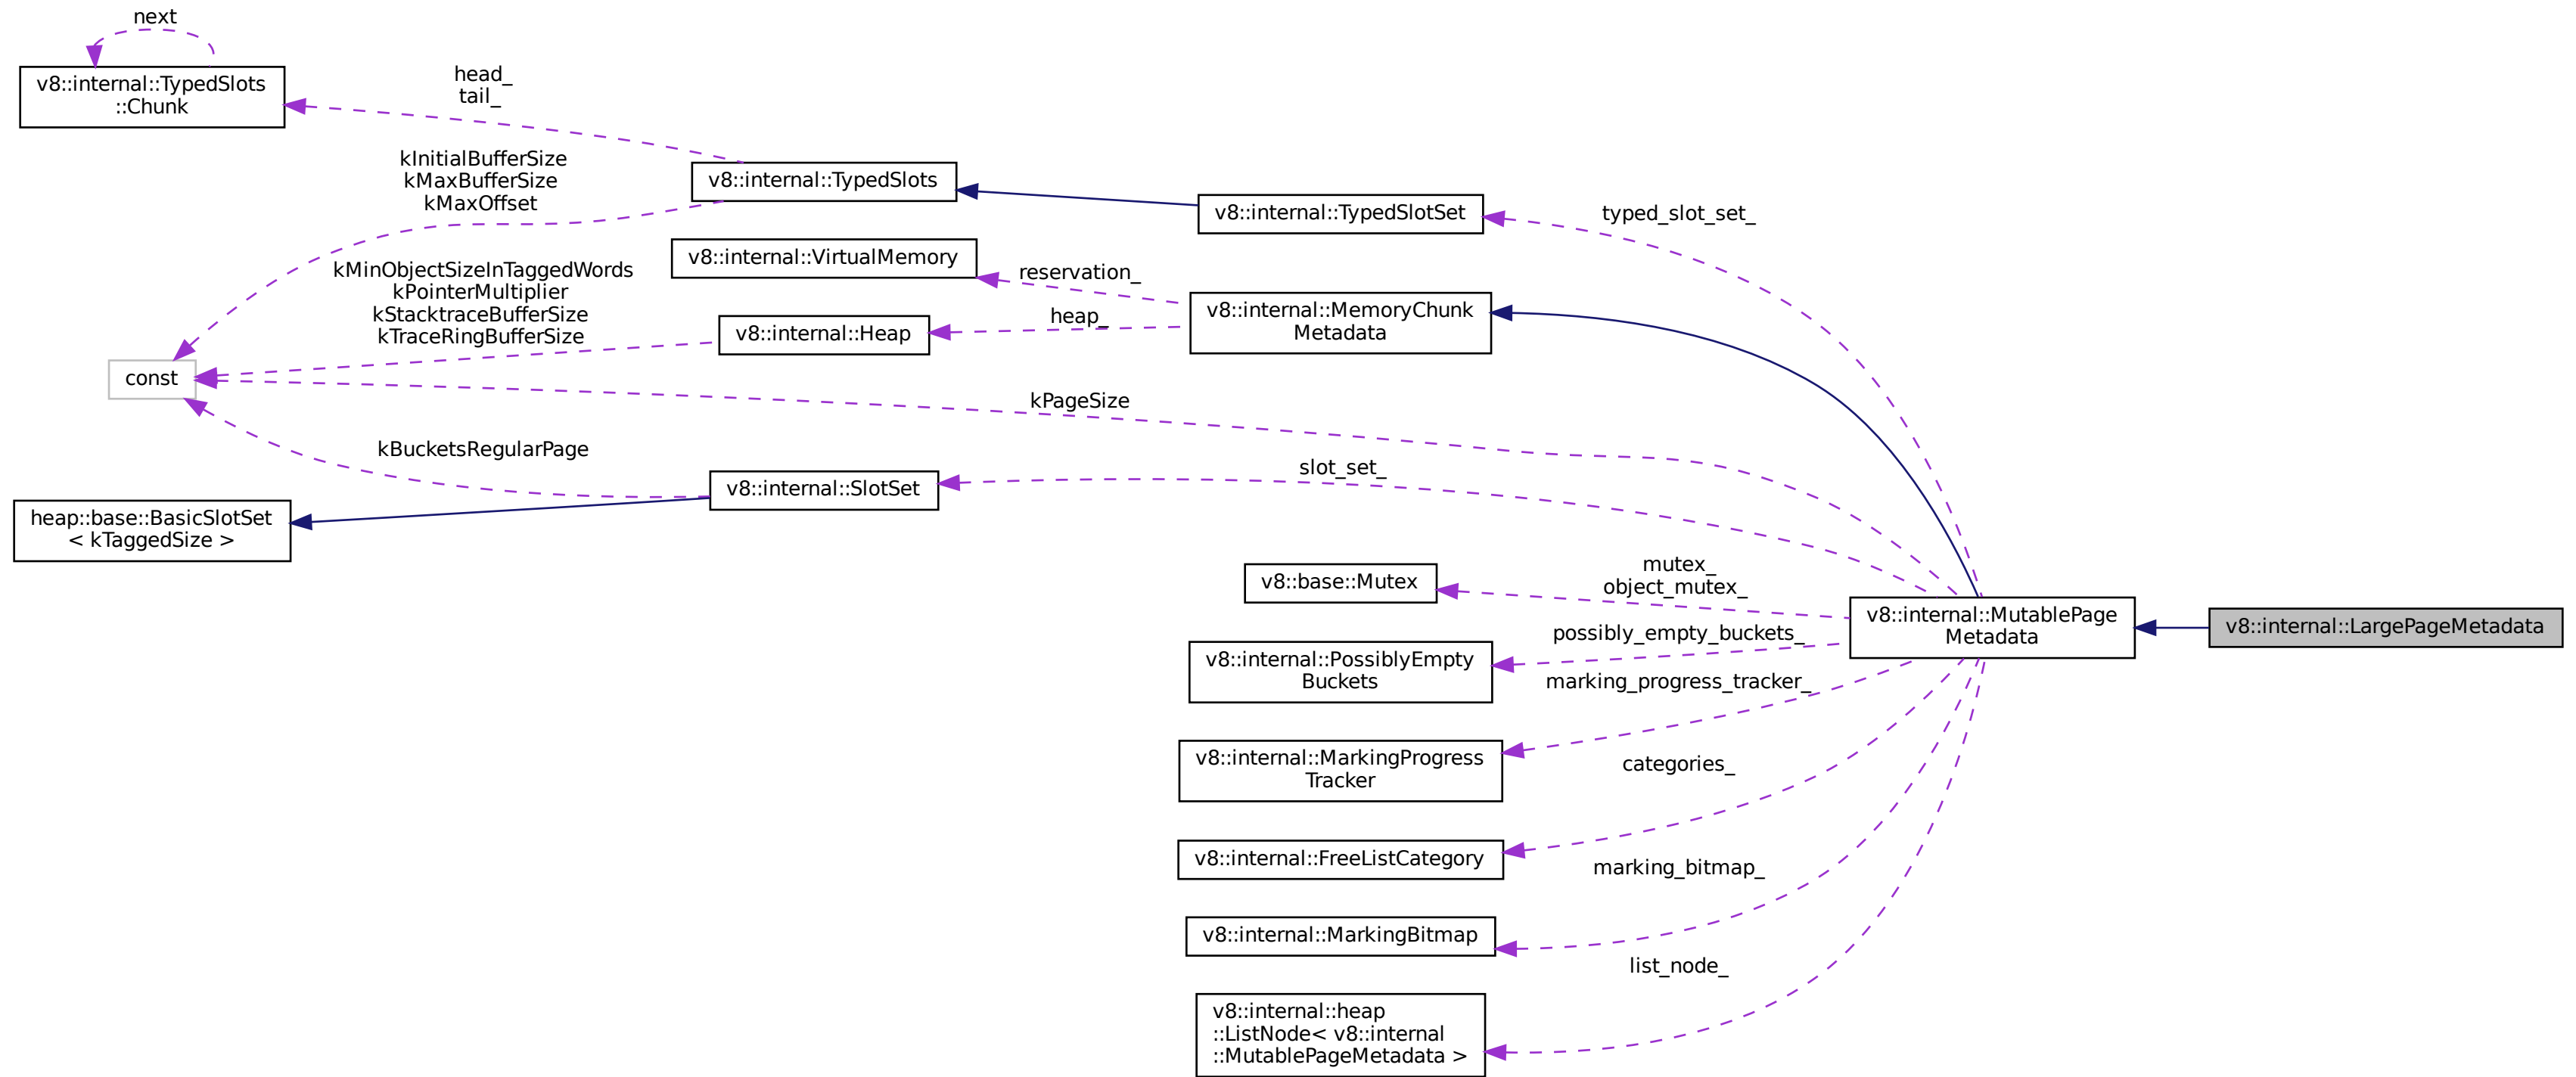 next
v8::internal::TypedSlots
::Chunk
head_
tail_
kInitialBufferSize
kMaxBufferSize
kMaxOffset
v8::internal::TypedSlots
v8::internal::TypedSlotSet
typed_slot_set_
v8::internal::VirtualMemory
reservation_
kMinObjectSizeInTaggedWords
kPointerMultiplier
kStacktraceBufferSize
kTraceRingBufferSize
v8::internal::Heap
heap_
v8::internal::MemoryChunk
Metadata
const
kPageSize
kBucketsRegularPage
slot_set_
v8::internal::SlotSet
heap::base::BasicSlotSet
< kTaggedSize >
v8::base::Mutex
mutex_
object_mutex_
v8::internal::MutablePage
Metadata
v8::internal::LargePageMetadata
possibly_empty_buckets_
v8::internal::PossiblyEmpty
Buckets
marking_progress_tracker_
v8::internal::MarkingProgress
Tracker
categories_
v8::internal::FreeListCategory
marking_bitmap_
v8::internal::MarkingBitmap
list_node_
v8::internal::heap
::ListNode< v8::internal
::MutablePageMetadata >